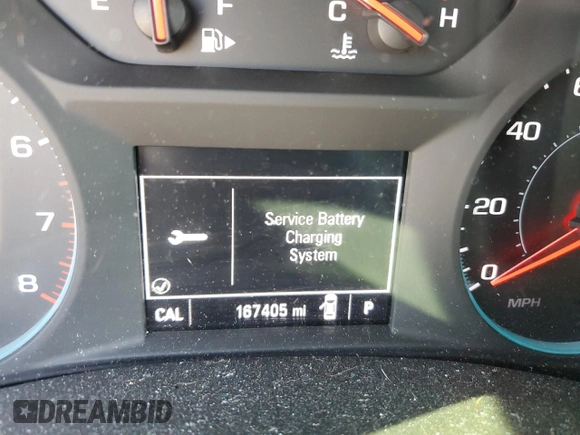 E F C H
6
7
8
Service Battery
Charging
System
CAL 167405 mi P
40
20
0
MPH
DREAMBID